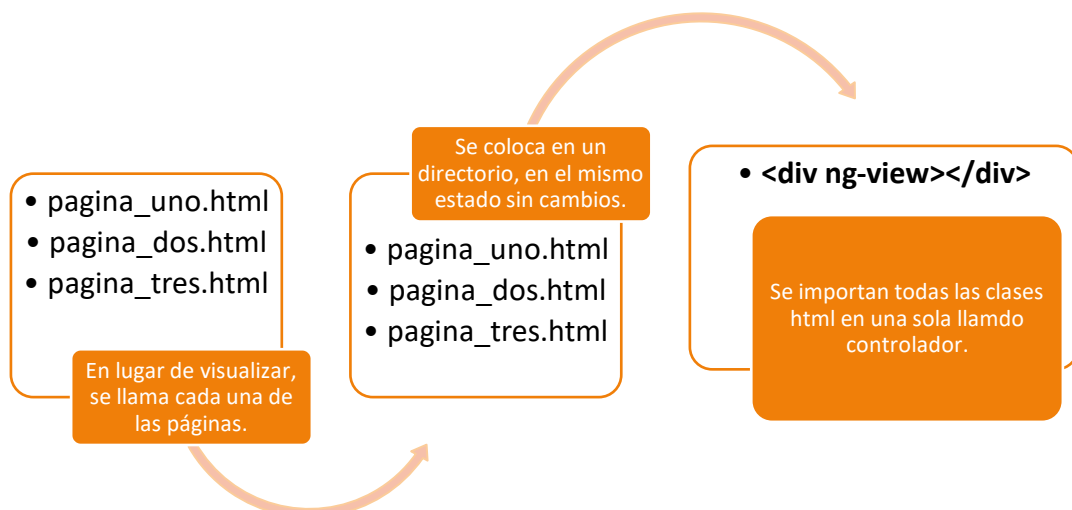 • pagina_uno.html
• pagina_dos.html
• pagina_tres.html
En lugar de visualizar,
se llama cada una de
las páginas.
Se coloca en un
directorio, en el mismo
estado sin cambios.
• pagina_uno.html
• pagina_dos.html
• pagina_tres.html
• <div ng-view></div>
Se importan todas las clases
html en una sola llamdo
controlador.